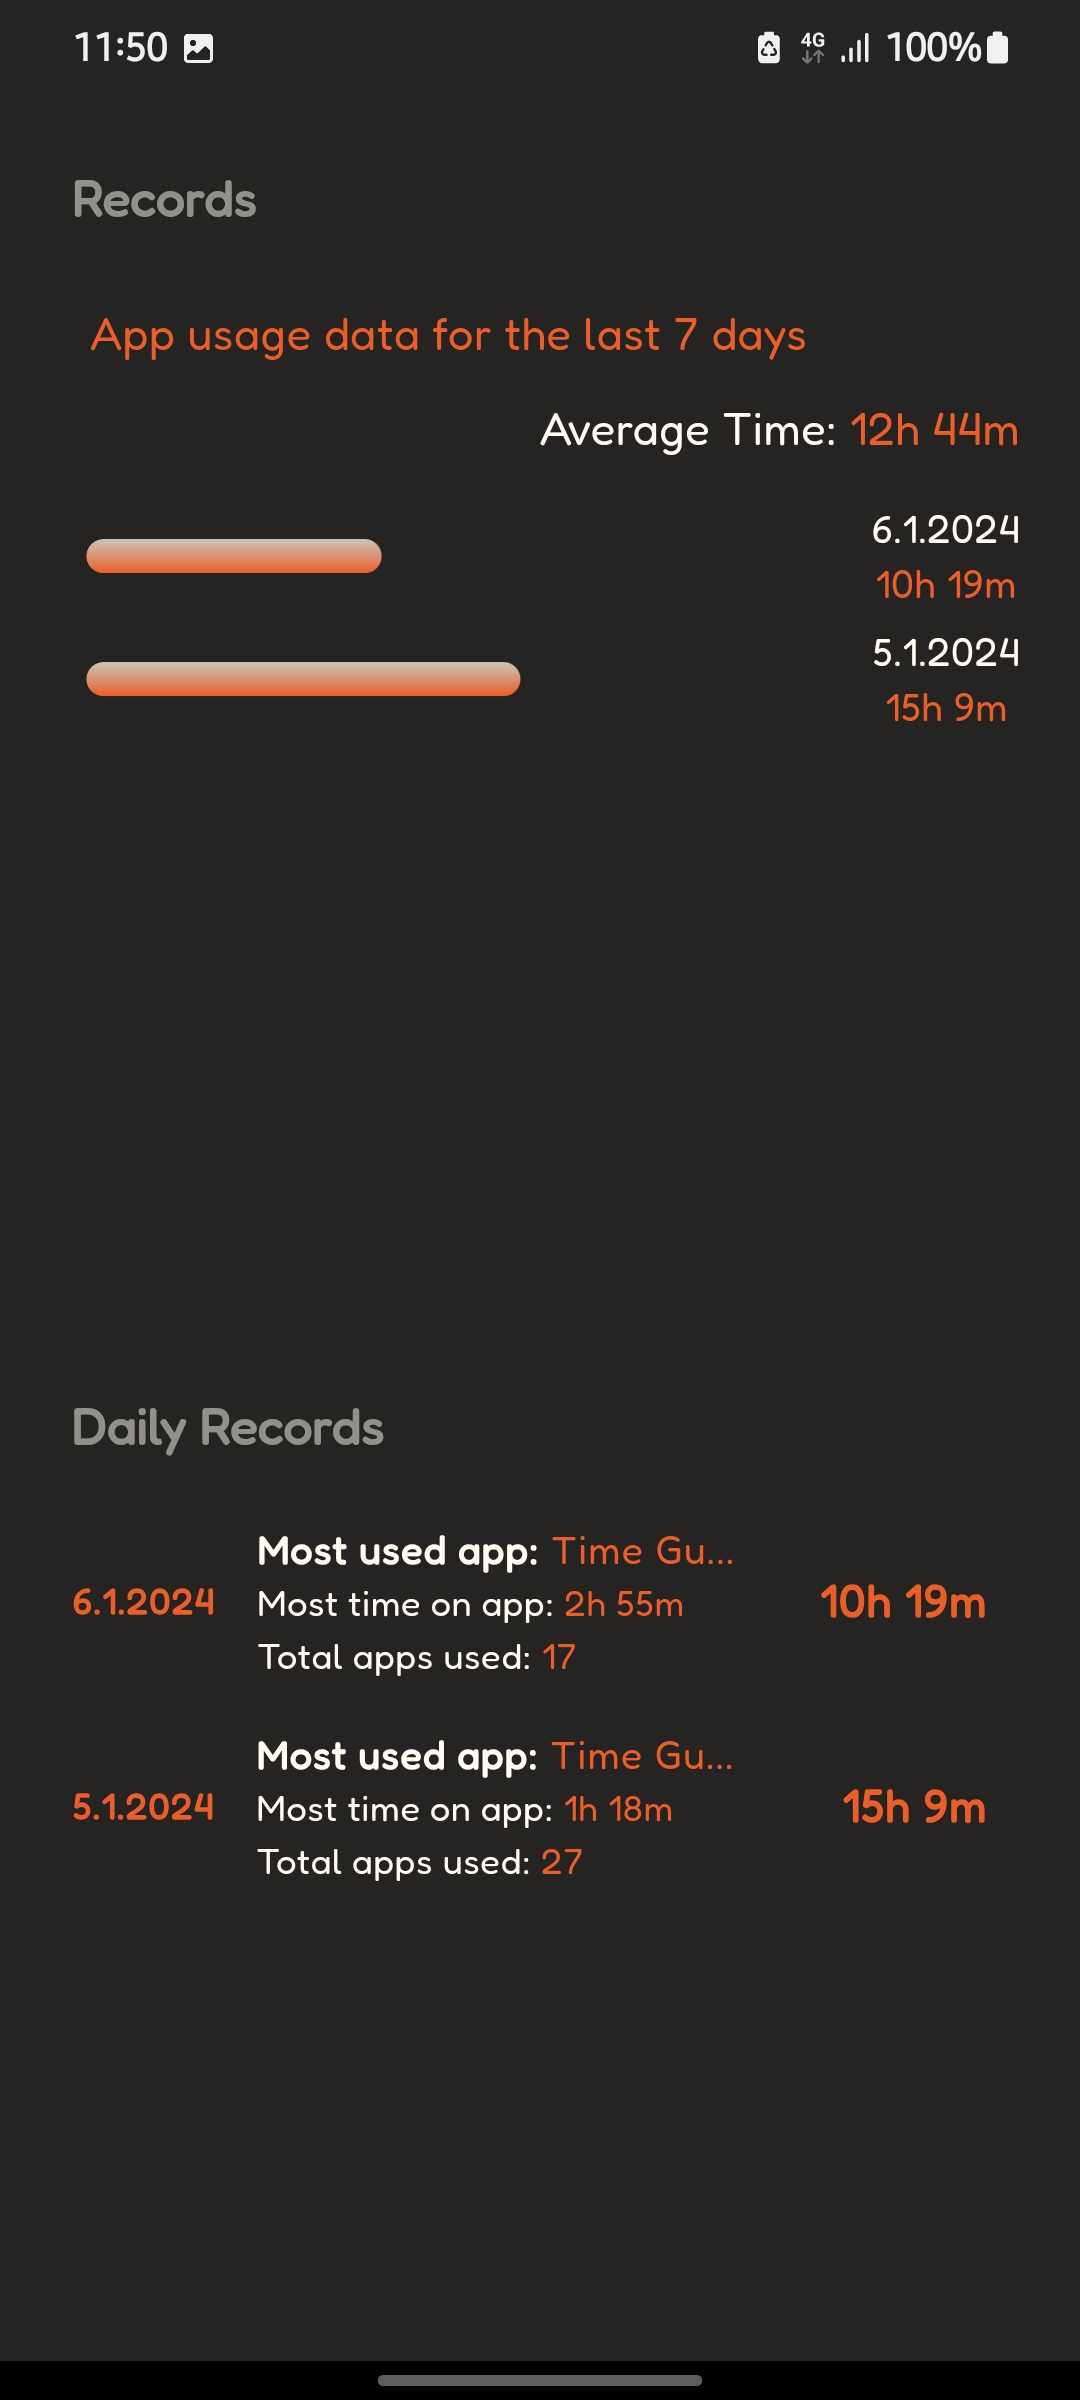 11:50
4G 100%
Records
App usage data for the last 7 days
Average Time: 12h 44m
6.1.2024
10h 19m
5.1.2024
15h 9m
Daily Records
Most used app: Time Gu...
6.1.2024 Most time on app: 2h 55m 10h 19m
Total apps used: 17
Most used app: Time Gu...
5.1.2024 Most time on app: 1h 18m 15h 9m
Total apps used: 27